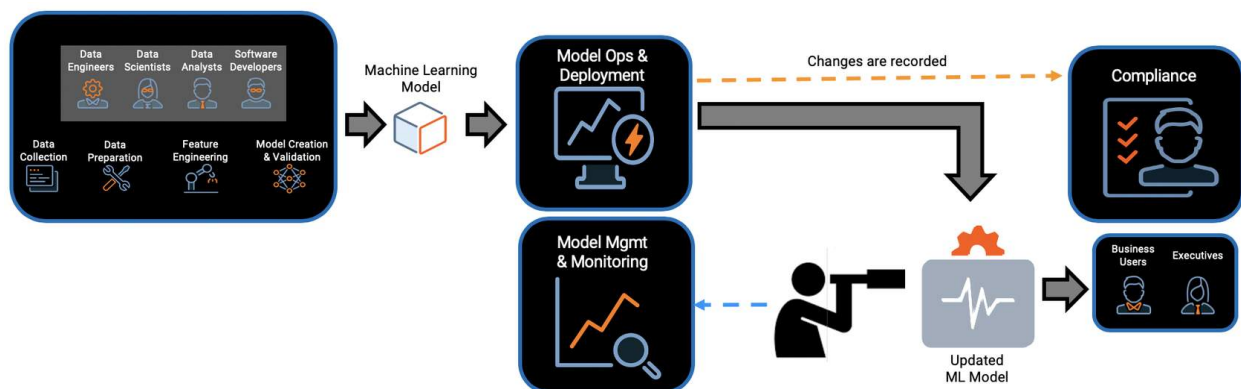 Data
Engineers
Data
Scientists
Data
Analysts
Software
Developers
Data
Collection
Data
Preparation
Feature
Engineering
Model Creation
& Validation
Machine Learning
Model
Model Ops &
Deployment
Changes are recorded
Compliance
Model Mgmt
& Monitoring
Updated
ML Model
Business
Users
Executives